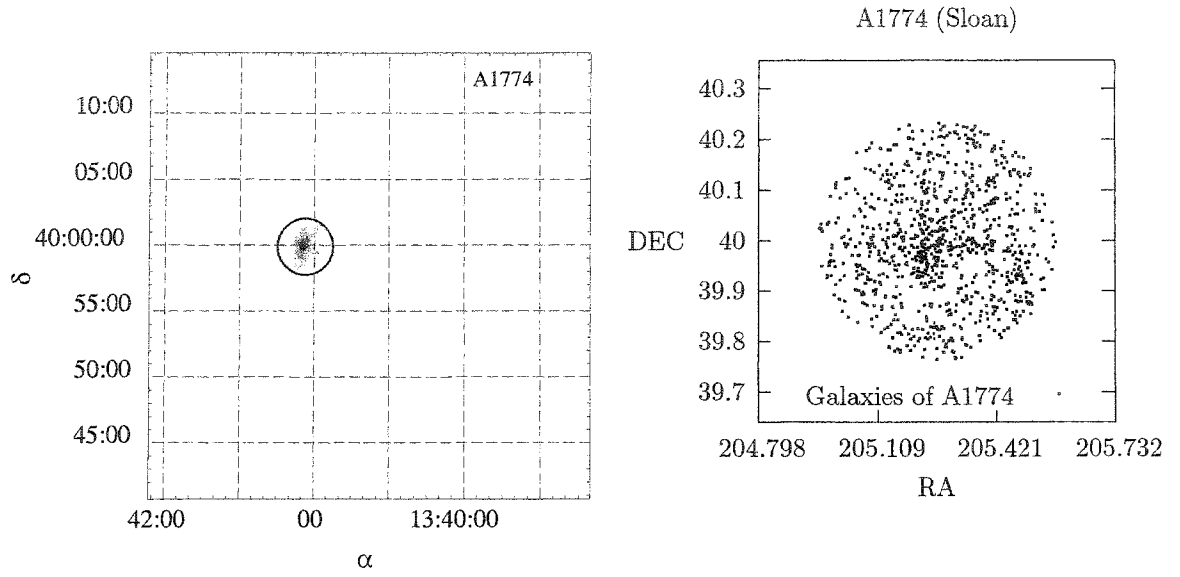 A1774
10:00
05:00
40:00:00
55:00
50:00
45:00
δ
42:00 00 13:40:00
α
A1774 (Sloan)
40.3
40.2
40.1
40
39.9
39.8
39.7
DEC
Galaxies of A1774
204.798 205.109 205.421 205.732
RA